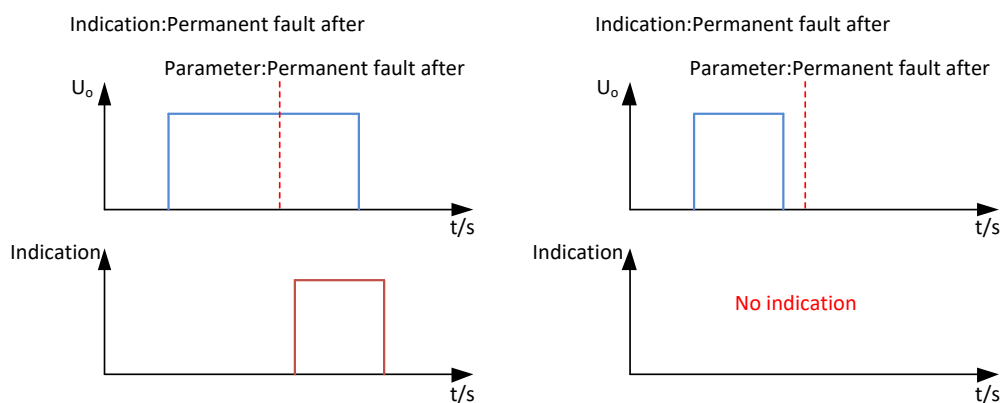 Indication:Permanent fault after
Parameter:Permanent fault after
Uₒ
t/s
Indication
t/s
Indication:Permanent fault after
Parameter:Permanent fault after
Uₒ
t/s
Indication
No indication
t/s